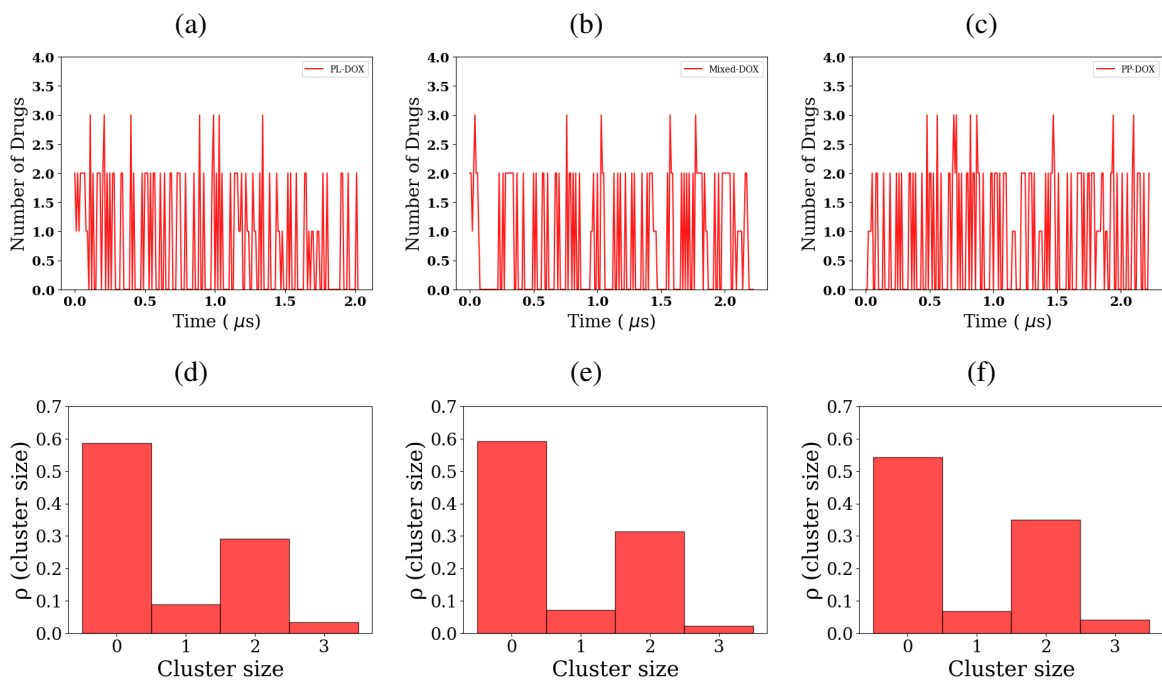 (a)
4.0
3.5
3.0
2.5
2.0
1.5
1.0
0.5
0.0
Number of Drugs
PL-DOX
0.0 0.5 1.0 1.5 2.0
Time ( μs)
(b)
4.0
3.5
3.0
2.5
2.0
1.5
1.0
0.5
0.0
Number of Drugs
Mixed-DOX
0.0 0.5 1.0 1.5 2.0
Time ( μs)
(c)
4.0
3.5
3.0
2.5
2.0
1.5
1.0
0.5
0.0
Number of Drugs
PP-DOX
0.0 0.5 1.0 1.5 2.0
Time ( μs)
(d)
0.7
0.6
0.5
0.4
0.3
0.2
0.1
0.0
ρ (cluster size)
0 1 2 3
Cluster size
(e)
0.7
0.6
0.5
0.4
0.3
0.2
0.1
0.0
ρ (cluster size)
0 1 2 3
Cluster size
(f)
0.7
0.6
0.5
0.4
0.3
0.2
0.1
0.0
ρ (cluster size)
0 1 2 3
Cluster size